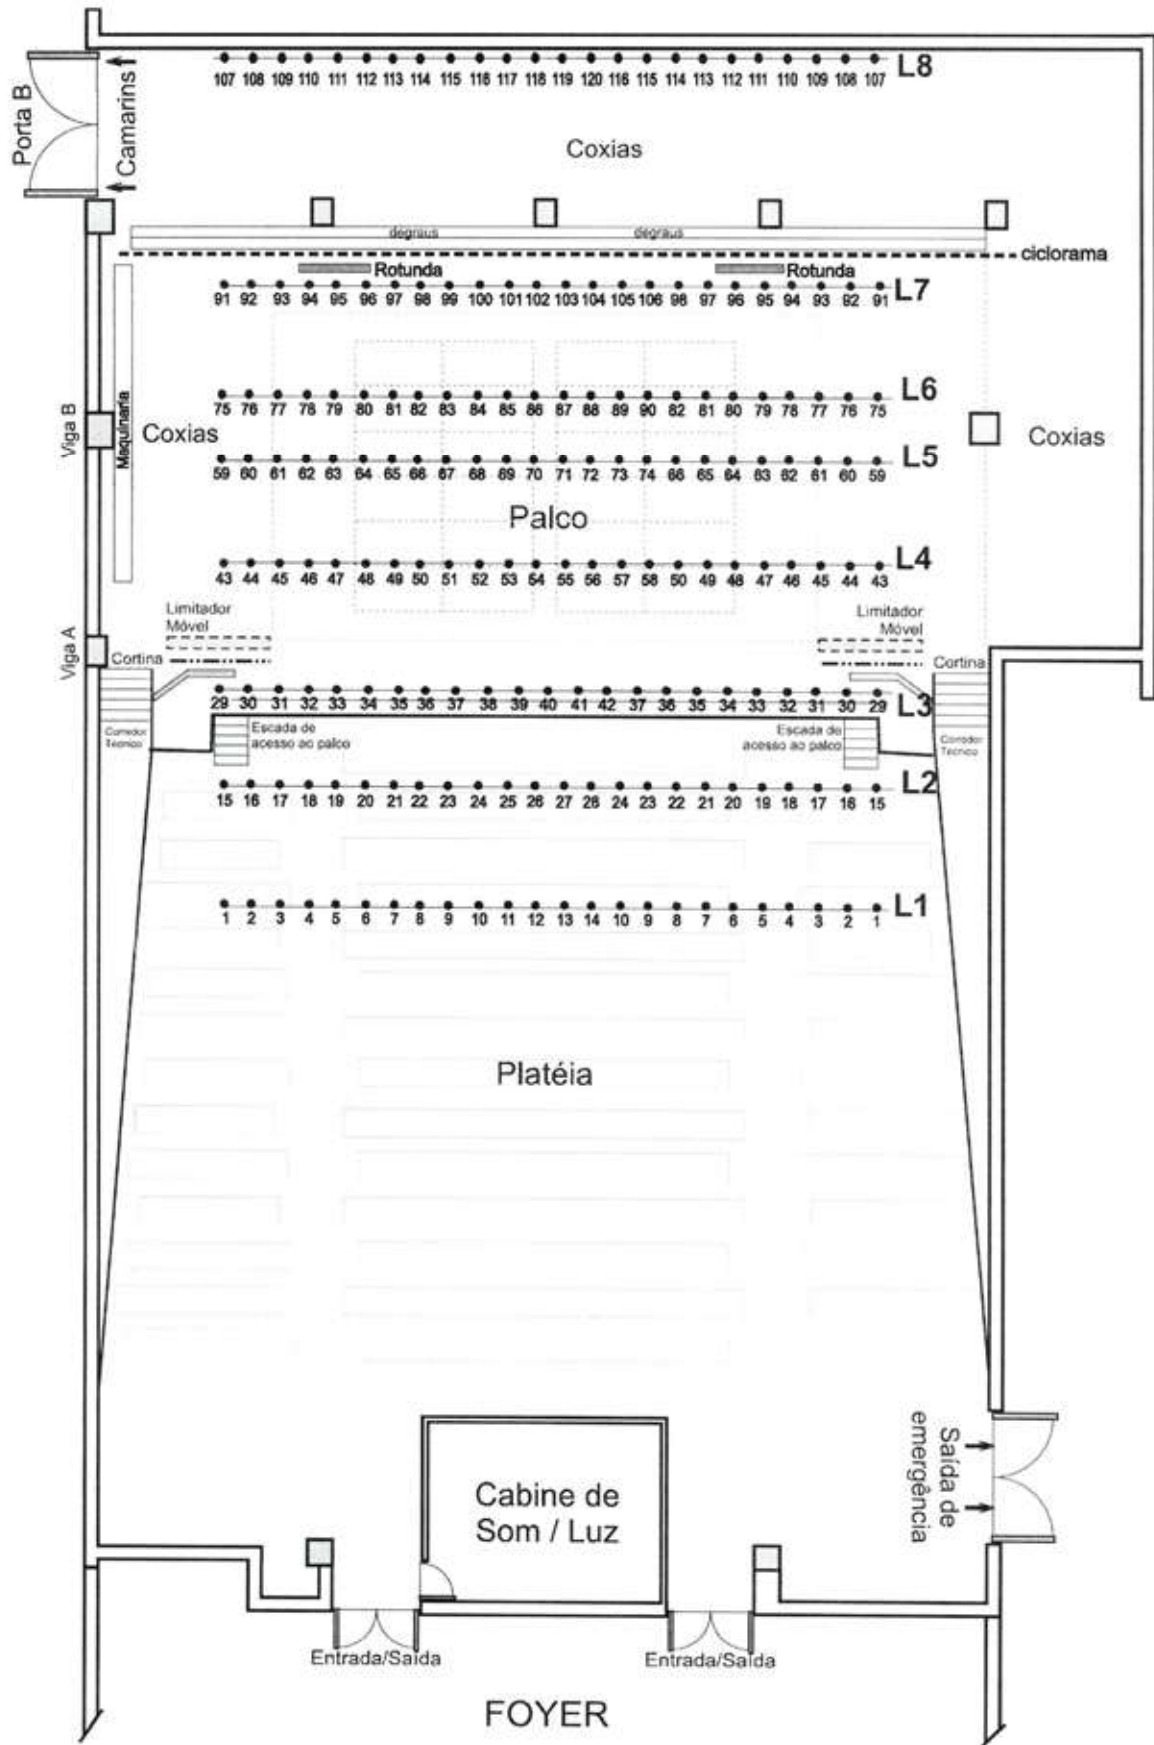 107 108 109 110 111 112 113 114 115 116 117 118 119 120 116 115 114 113 112 111 110 109 108 107 L8
Porta B
Camarins
Coxias
degraus degraus
ciclorama
Rotunda Rotunda
91 92 93 94 95 96 97 98 99 100 101 102 103 104 105 106 98 97 96 95 94 93 92 91 L7
75 76 77 78 79 80 81 82 83 84 85 86 87 88 89 90 82 81 80 79 78 77 76 75 L6
Viga B
Maquinaria
Coxias
Coxias
59 60 61 62 63 64 65 66 67 68 69 70 71 72 73 74 66 65 64 63 62 61 60 59 L5
Palco
43 44 45 46 47 48 49 50 51 52 53 54 55 56 57 58 50 49 48 47 46 45 44 43 L4
Limitador
Móvel
Limitador
Móvel
Viga A
Cortina
Cortina
29 30 31 32 33 34 35 36 37 38 39 40 41 42 37 36 35 34 33 32 31 30 29 L3
Corredor
Técnico
Escada de
acesso ao palco
Escada de
acesso ao palco
Corredor
Técnico
15 16 17 18 19 20 21 22 23 24 25 26 27 28 24 23 22 21 20 19 18 17 16 15 L2
1 2 3 4 5 6 7 8 9 10 11 12 13 14 10 9 8 7 6 5 4 3 2 1 L1
Platéia
Saída de
emergência
Cabine de
Som / Luz
Entrada/Saída Entrada/Saída
FOYER